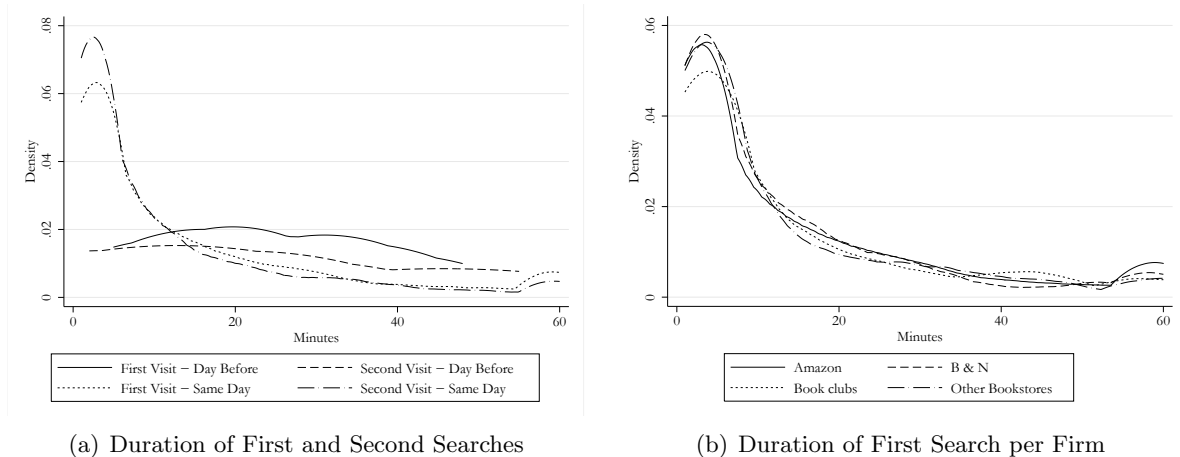 Density
0
.02
.04
.06
.08
0
20
40
60
Minutes
First Visit − Day Before
Second Visit − Day Before
First Visit − Same Day
Second Visit − Same Day
(a) Duration of First and Second Searches
Density
0
.02
.04
.06
0
20
40
60
Minutes
Amazon
B & N
Book clubs
Other Bookstores
(b) Duration of First Search per Firm